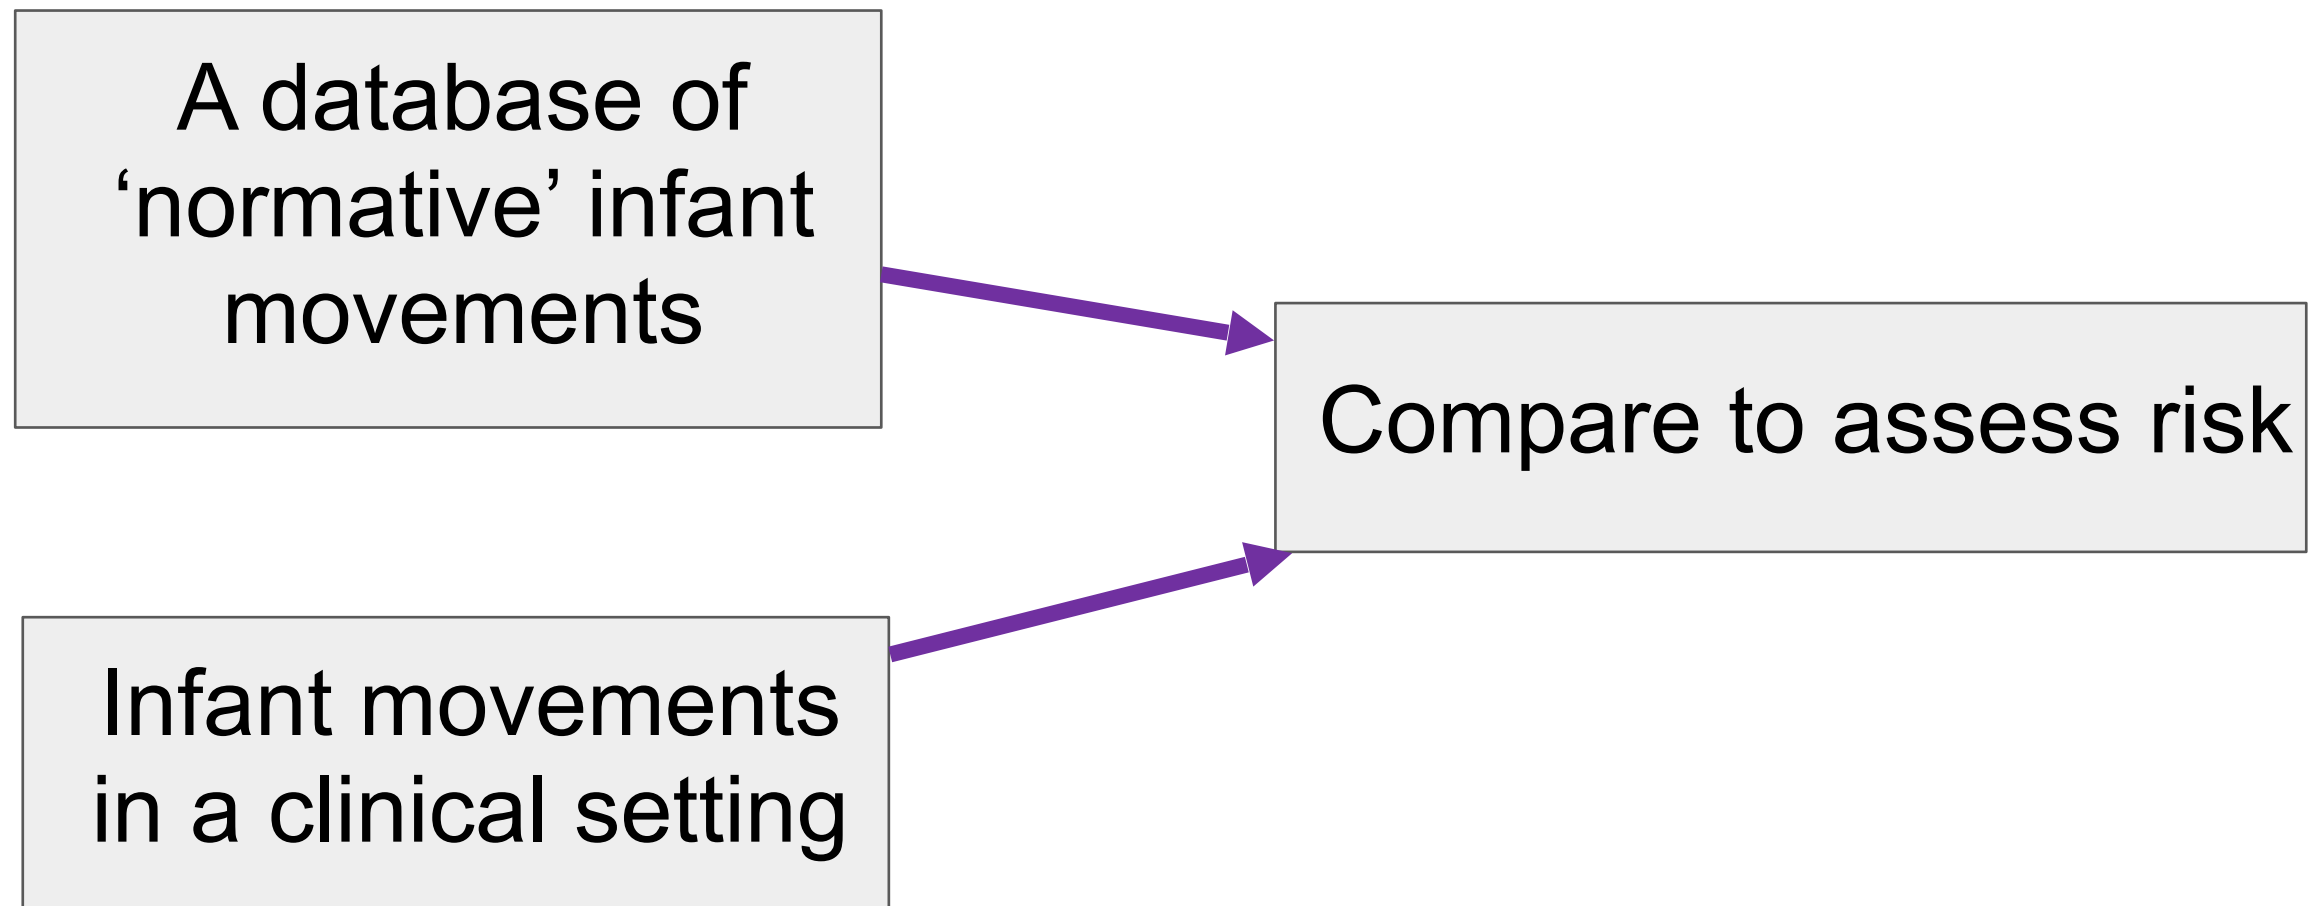 A database of
‘normative’ infant
movements
Compare to assess risk
Infant movements
in a clinical setting